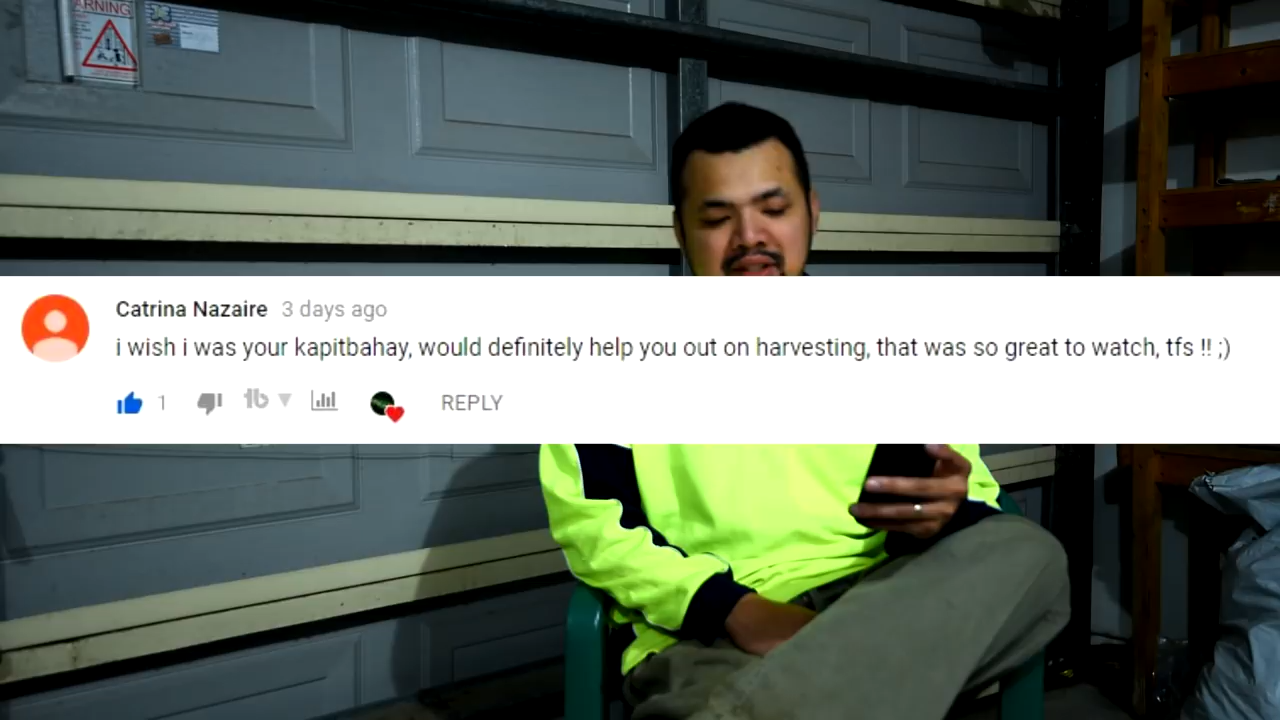 ARNING
Catrina Nazaire 3 days ago
i wish i was your kapitbahay, would definitely help you out on harvesting, that was so great to watch, tfs !! ;)
1
REPLY